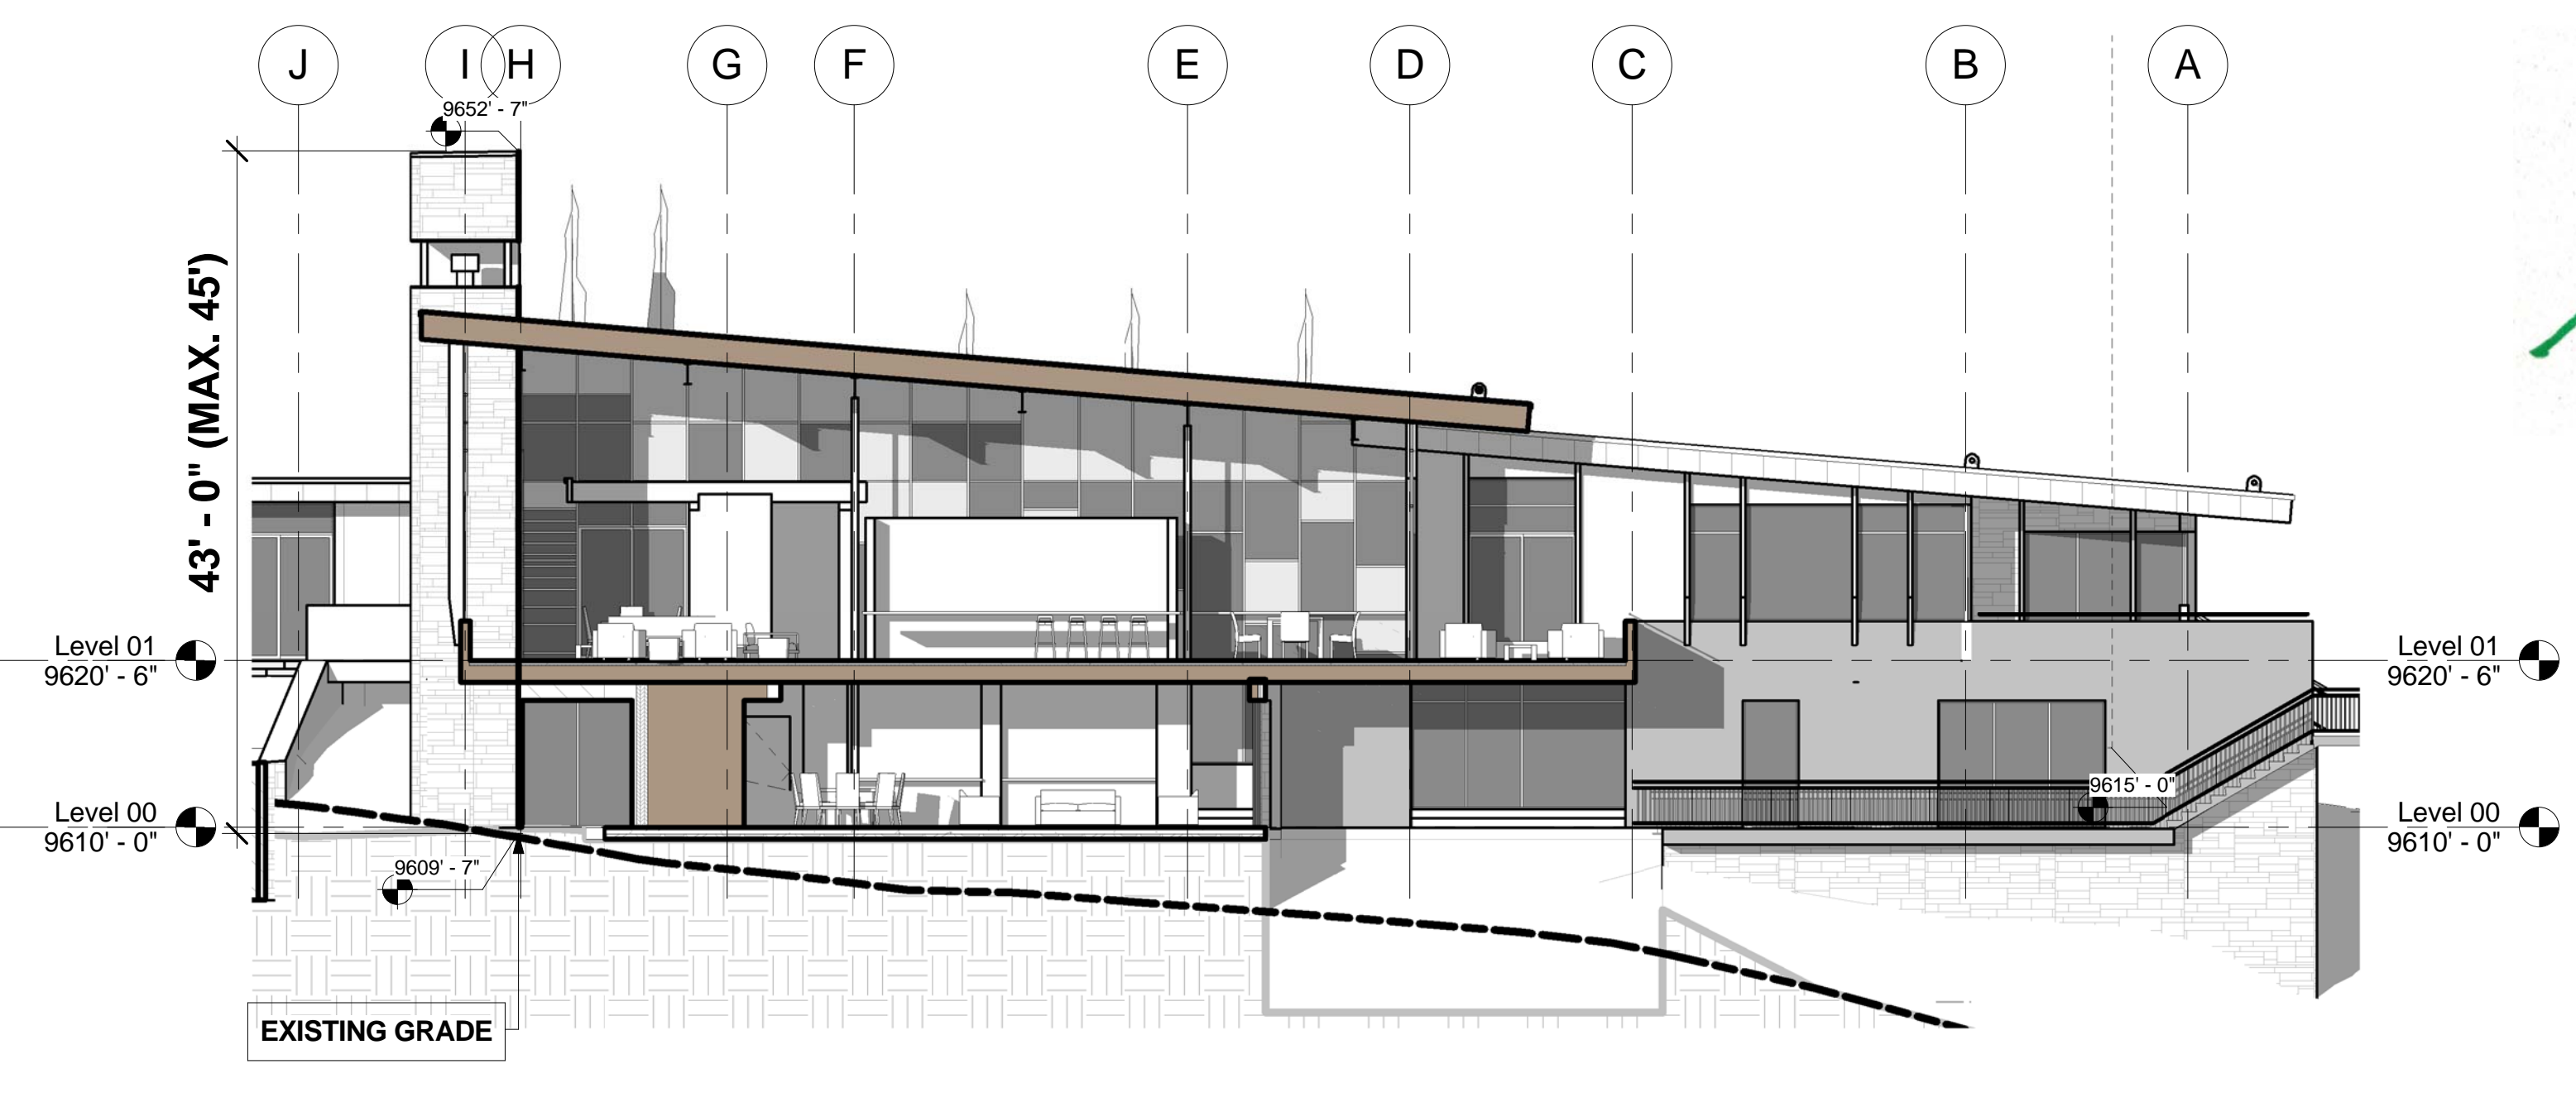 J I H G F E D C B A
9652' - 7"
43' - 0" (MAX. 45')
Level 01
9620' - 6"
Level 01
9620' - 6"
9615' - 0"
Level 00
9610' - 0"
Level 00
9610' - 0"
9609' - 7"
EXISTING GRADE